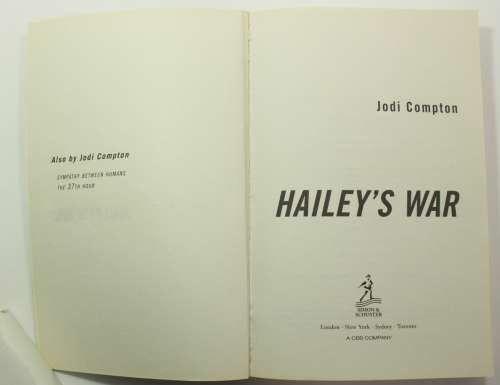 Also by Jodi Compton
SYMPATHY BETWEEN HUMANS
THE 37TH HOUR
Jodi Compton
HAILEY'S WAR
SIMON &
SCHUSTER
London · New York · Sydney · Toronto
A CBS COMPANY